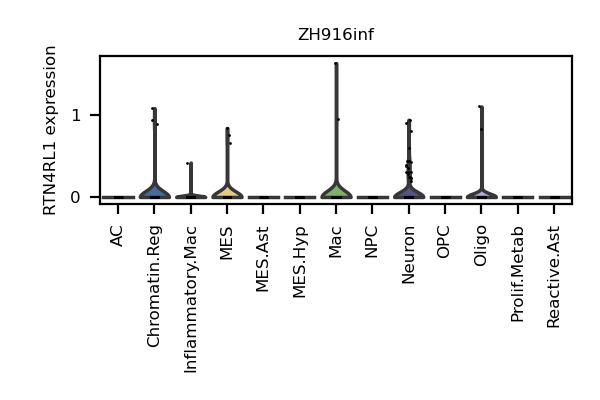 ZH916inf
RTN4RL1 expression
1
0
AC
Chromatin.Reg
Inflammatory.Mac
MES
MES.Ast
MES.Hyp
Mac
NPC
Neuron
OPC
Oligo
Prolif.Metab
Reactive.Ast